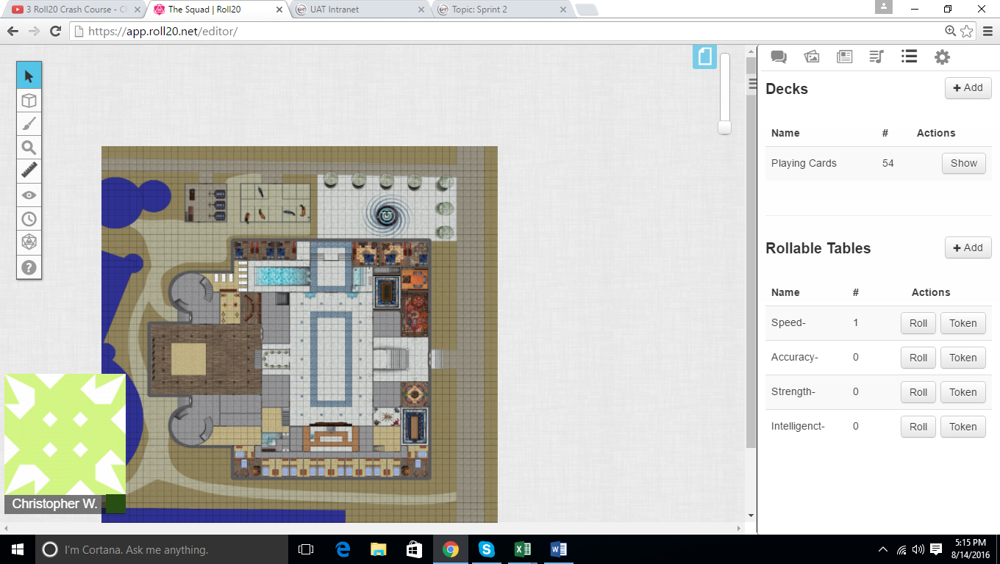 3 Roll20 Crash Course - Ch
The Squad | Roll20
UAT Intranet
Topic: Sprint 2
https://app.roll20.net/editor/
Decks
+ Add
Name # Actions
Playing Cards 54 Show
Rollable Tables
+ Add
Name # Actions
Speed- 1 Roll Token
Accuracy- 0 Roll Token
Strength- 0 Roll Token
Intelligenct- 0 Roll Token
Christopher W.
I'm Cortana. Ask me anything.
5:15 PM
8/14/2016